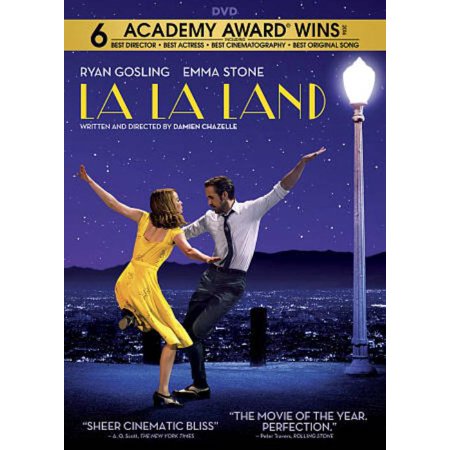 DVD
6 ACADEMY AWARD® WINS
INCLUDING
BEST DIRECTOR • BEST ACTRESS • BEST CINEMATOGRAPHY • BEST ORIGINAL SONG
RYAN GOSLING EMMA STONE
LA LA LAND
WRITTEN AND DIRECTED BY DAMIEN CHAZELLE
"SHEER CINEMATIC BLISS"
– A. O. Scott, THE NEW YORK TIMES
"THE MOVIE OF THE YEAR.
PERFECTION."
– Peter Travers, ROLLING STONE